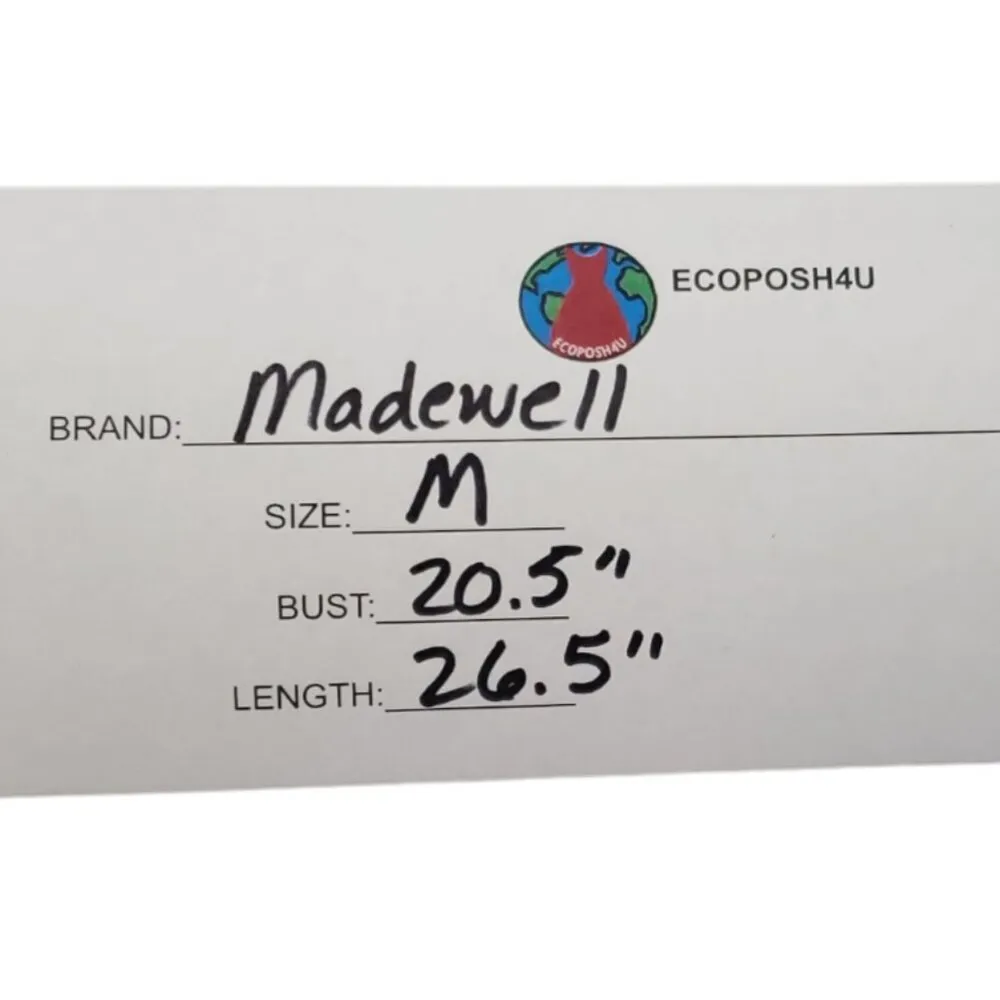 ECOPOSH4U
ECOPOSH4U
BRAND: Madewell
SIZE: M
BUST: 20.5"
LENGTH: 26.5"